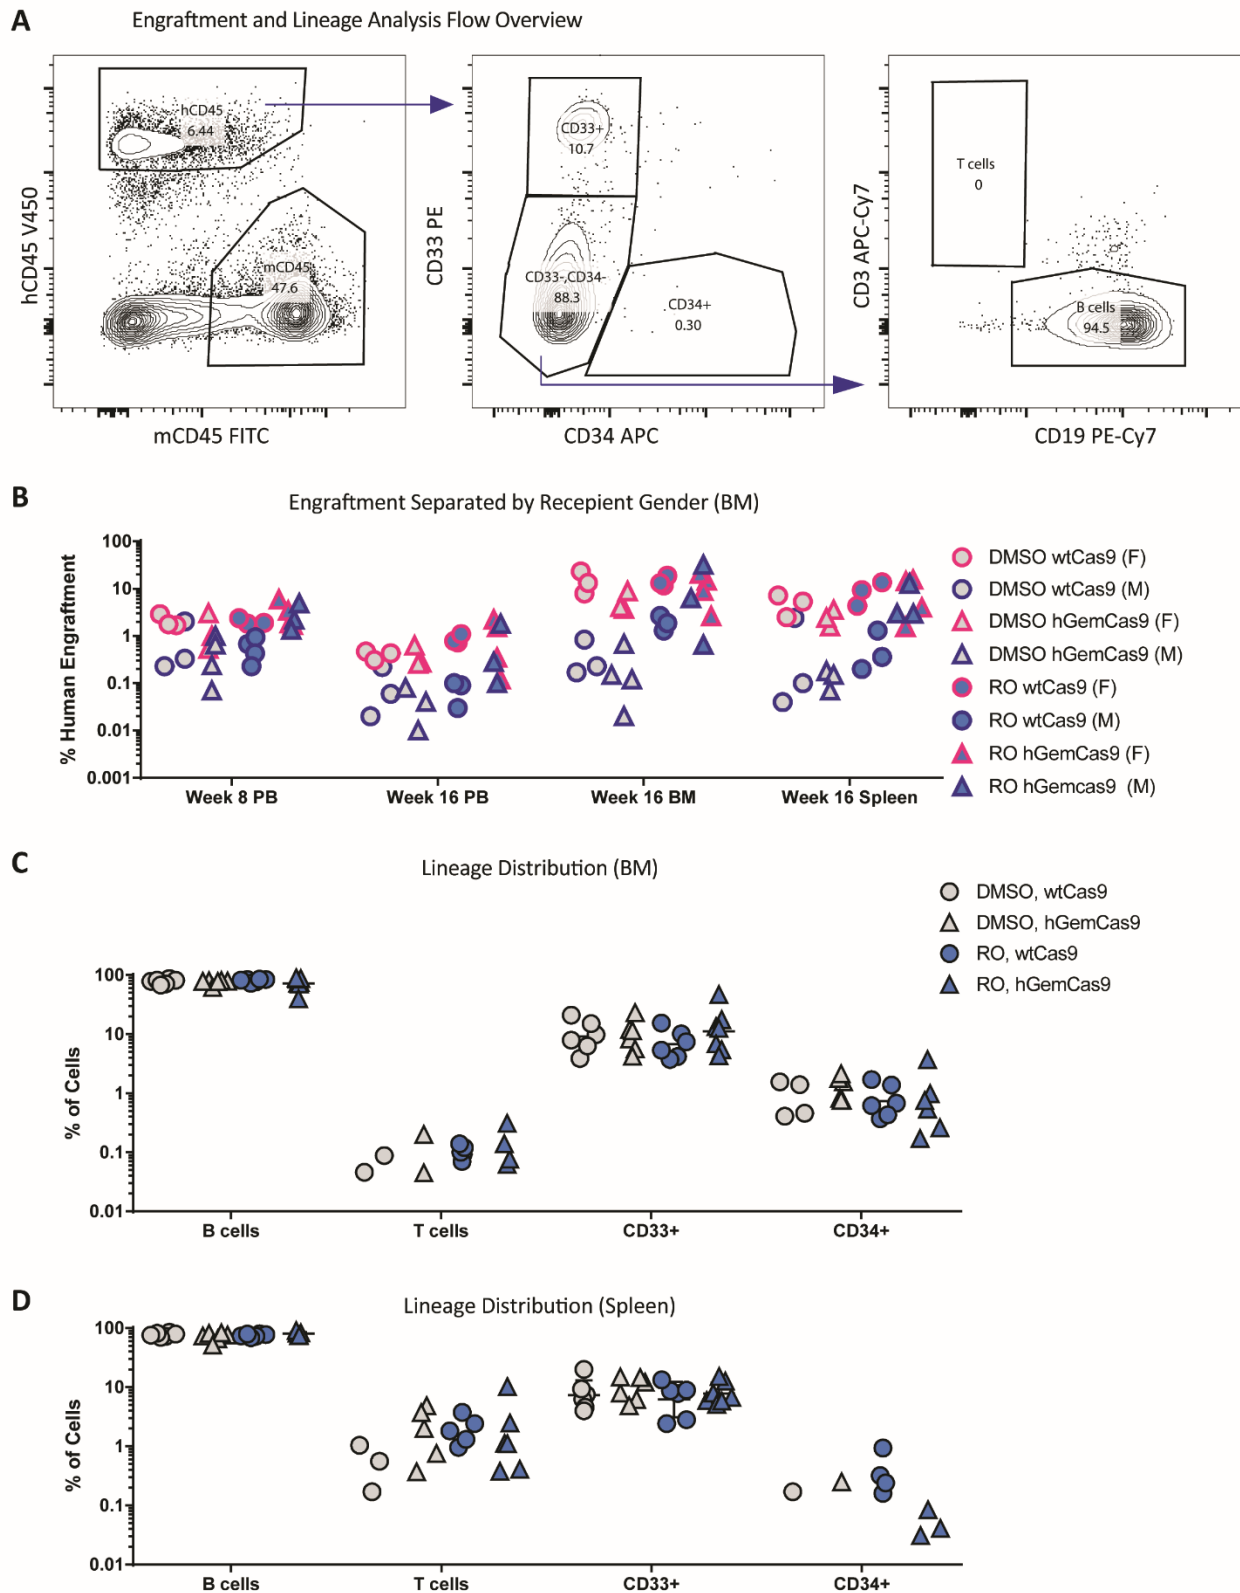 A
Engraftment and Lineage Analysis Flow Overview
hCD45
6.44
mCD45
47.6
hCD45 V450
mCD45 FITC
CD33+
10.7
CD33-,CD34-
88.3
CD34+
0.30
CD33 PE
CD34 APC
T cells
0
B cells
94.5
CD3 APC-Cy7
CD19 PE-Cy7
B
Engraftment Separated by Recepient Gender (BM)
% Human Engraftment
100
10
1
0.1
0.01
0.001
Week 8 PB
Week 16 PB
Week 16 BM
Week 16 Spleen
DMSO wtCas9 (F)
DMSO wtCas9 (M)
DMSO hGemCas9 (F)
DMSO hGemCas9 (M)
RO wtCas9 (F)
RO wtCas9 (M)
RO hGemCas9 (F)
RO hGemcas9 (M)
C
Lineage Distribution (BM)
DMSO, wtCas9
DMSO, hGemCas9
RO, wtCas9
RO, hGemCas9
% of Cells
100
10
1
0.1
0.01
B cells
T cells
CD33+
CD34+
D
Lineage Distribution (Spleen)
% of Cells
100
10
1
0.1
0.01
B cells
T cells
CD33+
CD34+